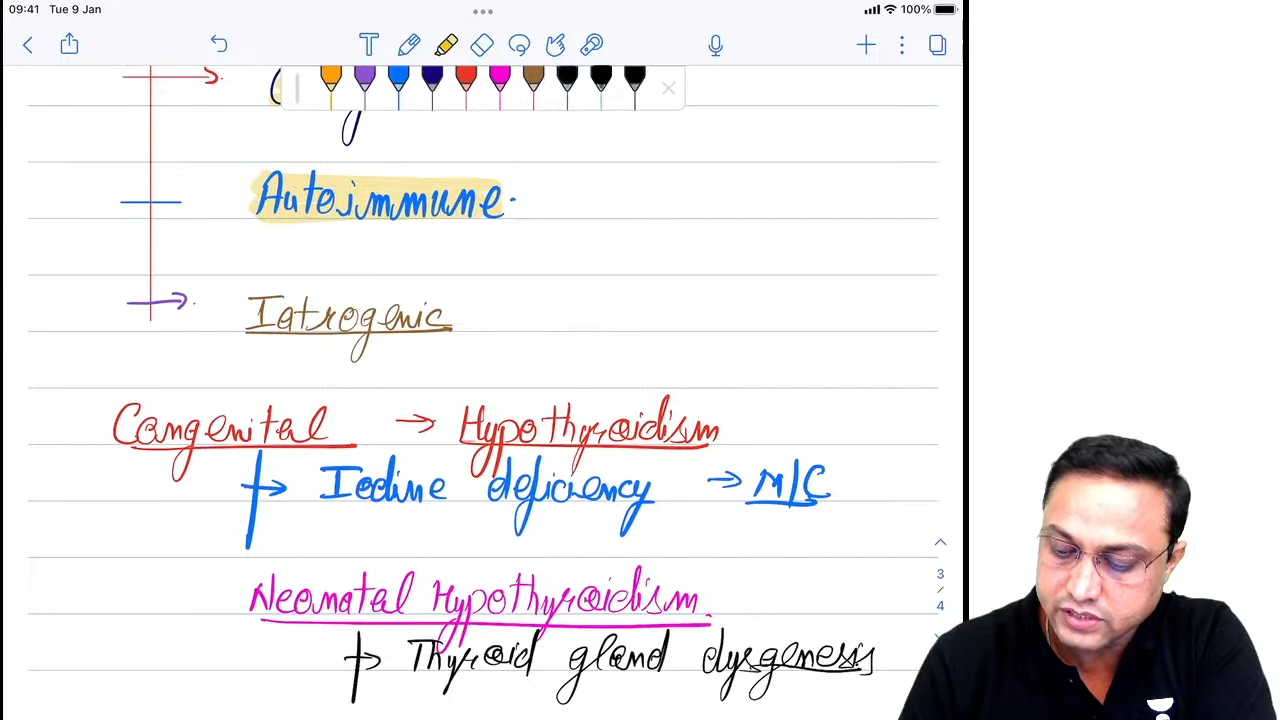 09:41 Tue 9 Jan 100%
T
Autoimmune.
Iatrogenic
Congenital → Hypothyroidism
→ Iodine deficiency → M/C
Neonatal Hypothyroidism.
3
/
4
→ Thyroid gland dysgenesis